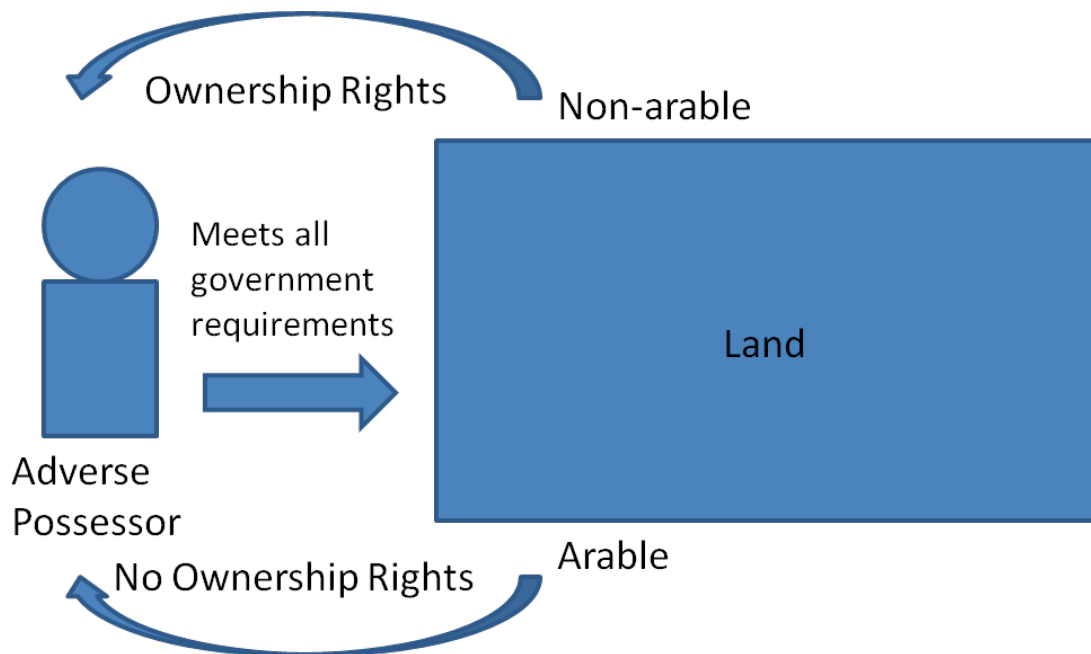 Ownership Rights
Non-arable
Meets all
government
requirements
Land
Adverse
Possessor
Arable
No Ownership Rights